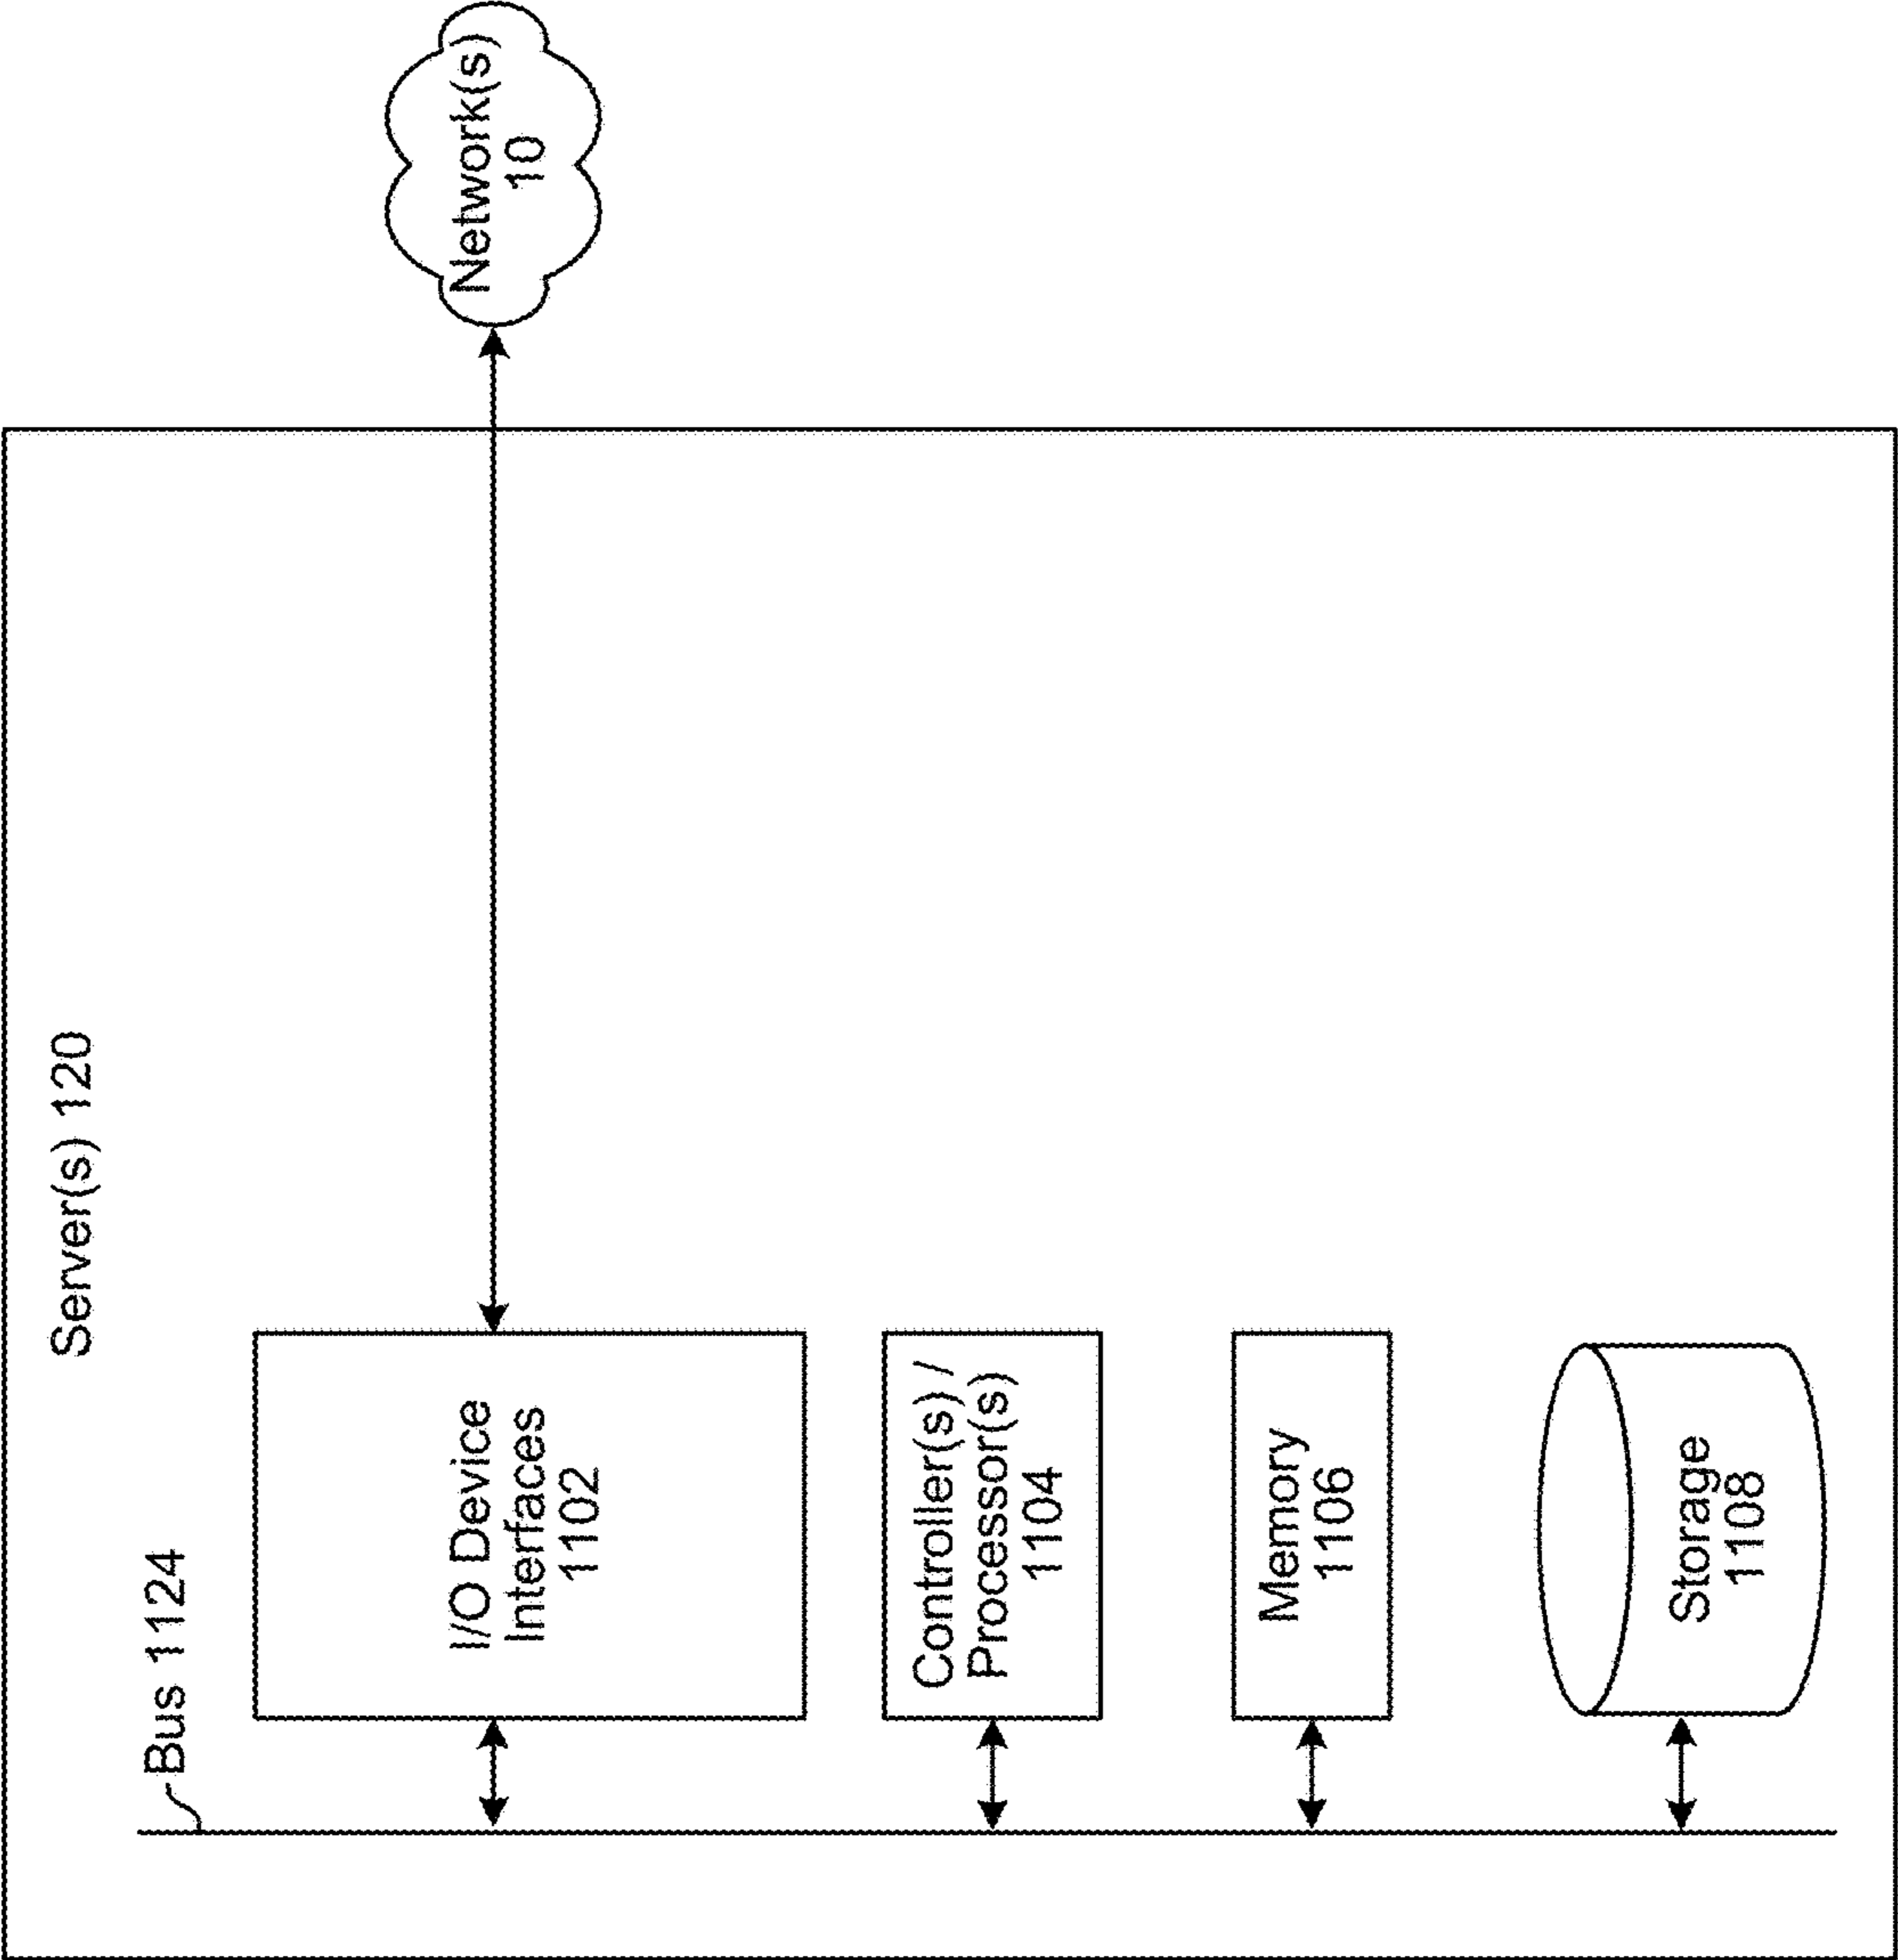 Server(s) 120
Bus 1124
I/O Device
Interfaces
1102
Network(s)
10
Controller(s) /
Processor(s)
1104
Memory
1106
Storage
1108